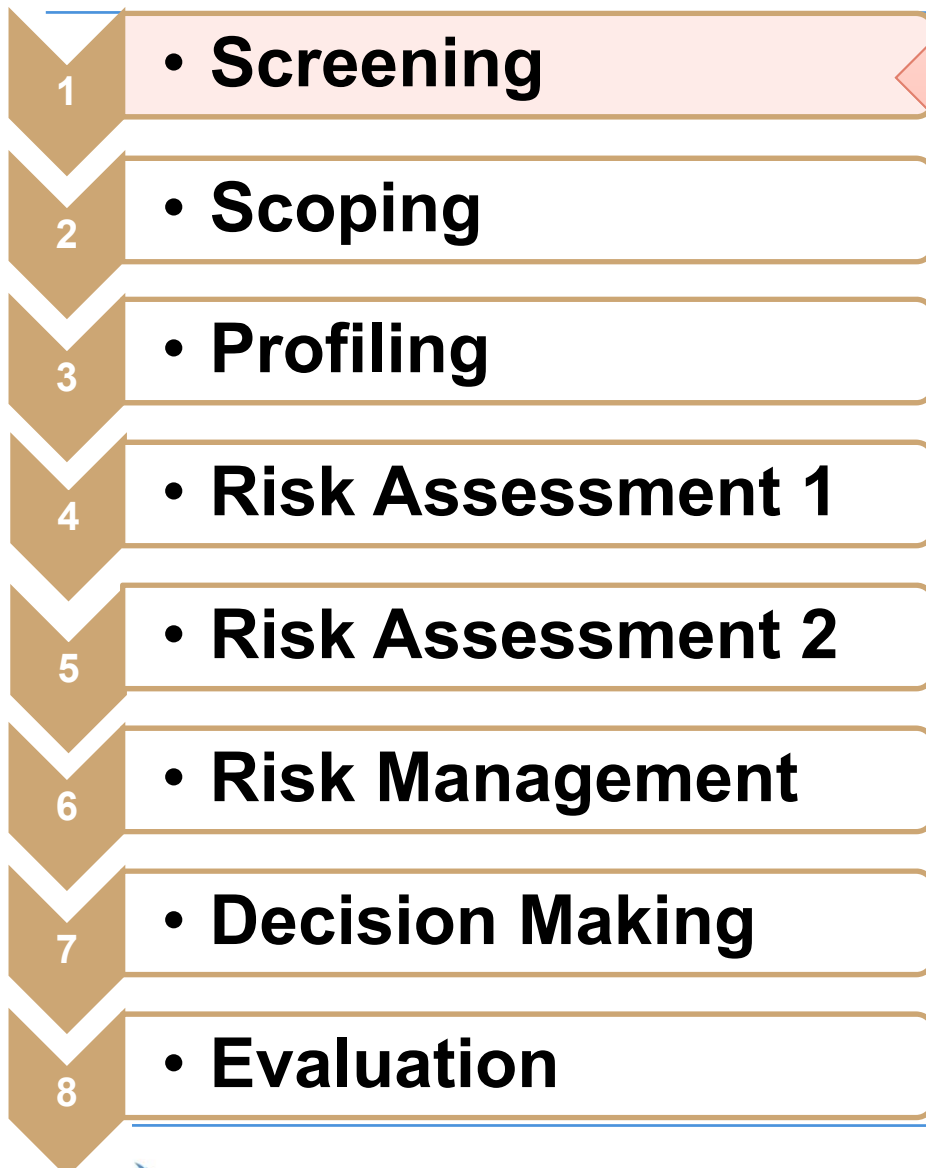 1 • Screening
2 • Scoping
3 • Profiling
4 • Risk Assessment 1
5 • Risk Assessment 2
6 • Risk Management
7 • Decision Making
8 • Evaluation